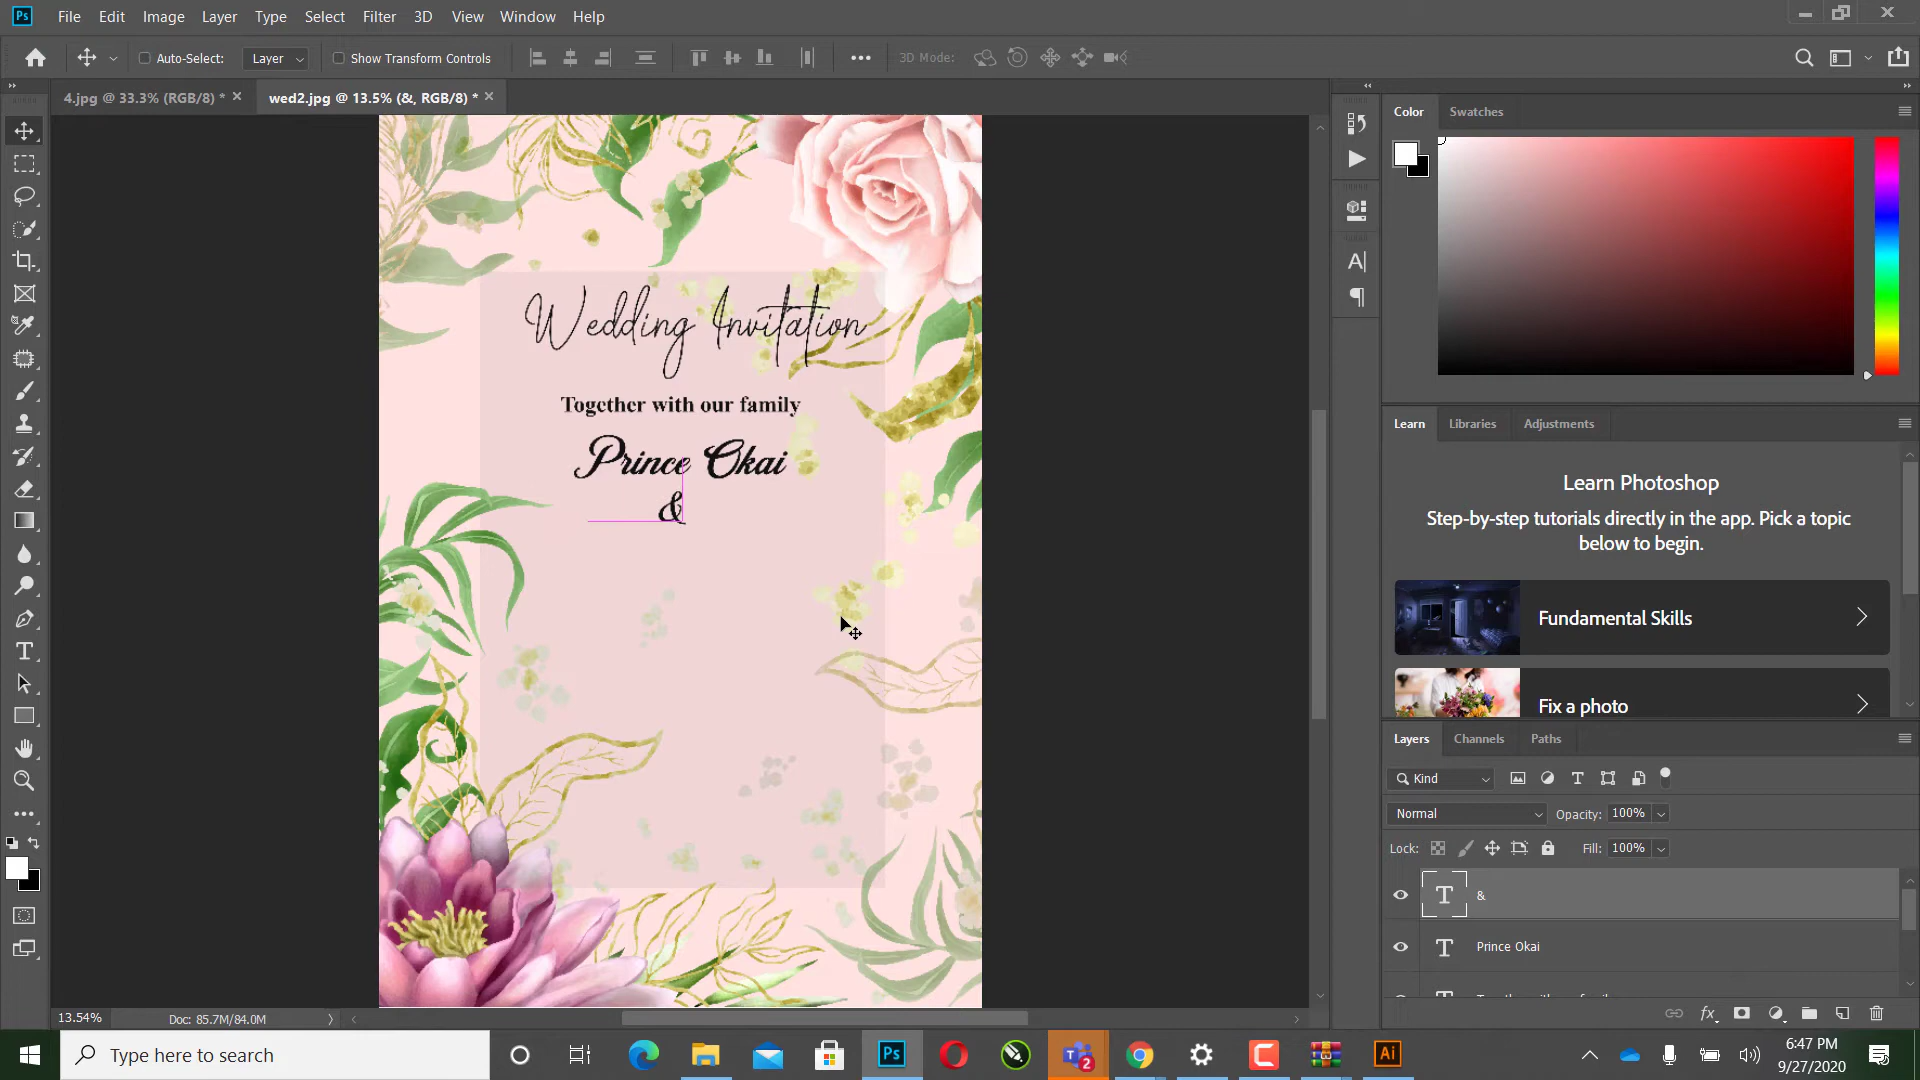 File Edit Image Layer Type Select Filter 3D View Window Help
Auto-Select: Layer Show Transform Controls 3D Mode:
4.jpg @ 33.3% (RGB/8) * wed2.jpg @ 13.5% (&, RGB/8) *
Wedding Invitation
Together with our family
Prince Okai
&
Color Swatches
Learn Libraries Adjustments
Learn Photoshop
Step-by-step tutorials directly in the app. Pick a topic
below to begin.
Fundamental Skills
Fix a photo
Layers Channels Paths
Kind
Normal Opacity: 100%
Lock: Fill: 100%
&
Prince Okai
13.54% Doc: 85.7M/84.0M
Type here to search
6:47 PM
9/27/2020